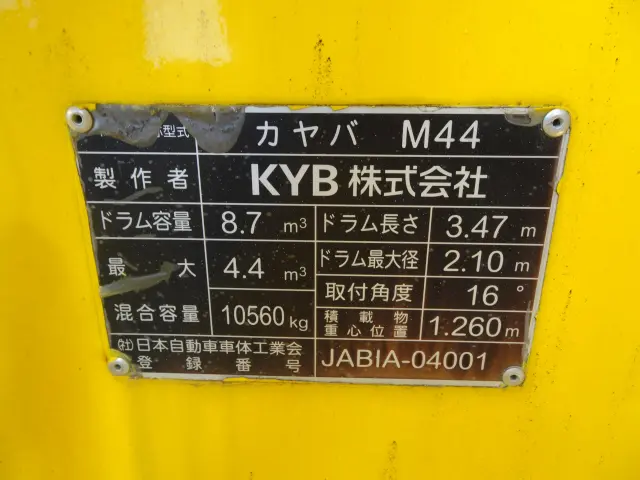 型式 カヤバ M44
製作者 KYB株式会社
ドラム容量 8.7 m³ ドラム長さ 3.47 m
最大 4.4 m³ ドラム最大径 2.10 m
混合容量 10560 kg 取付角度 16°
積載物重心位置 1.260 m
㈳日本自動車車体工業会
登録番号 JABIA-04001